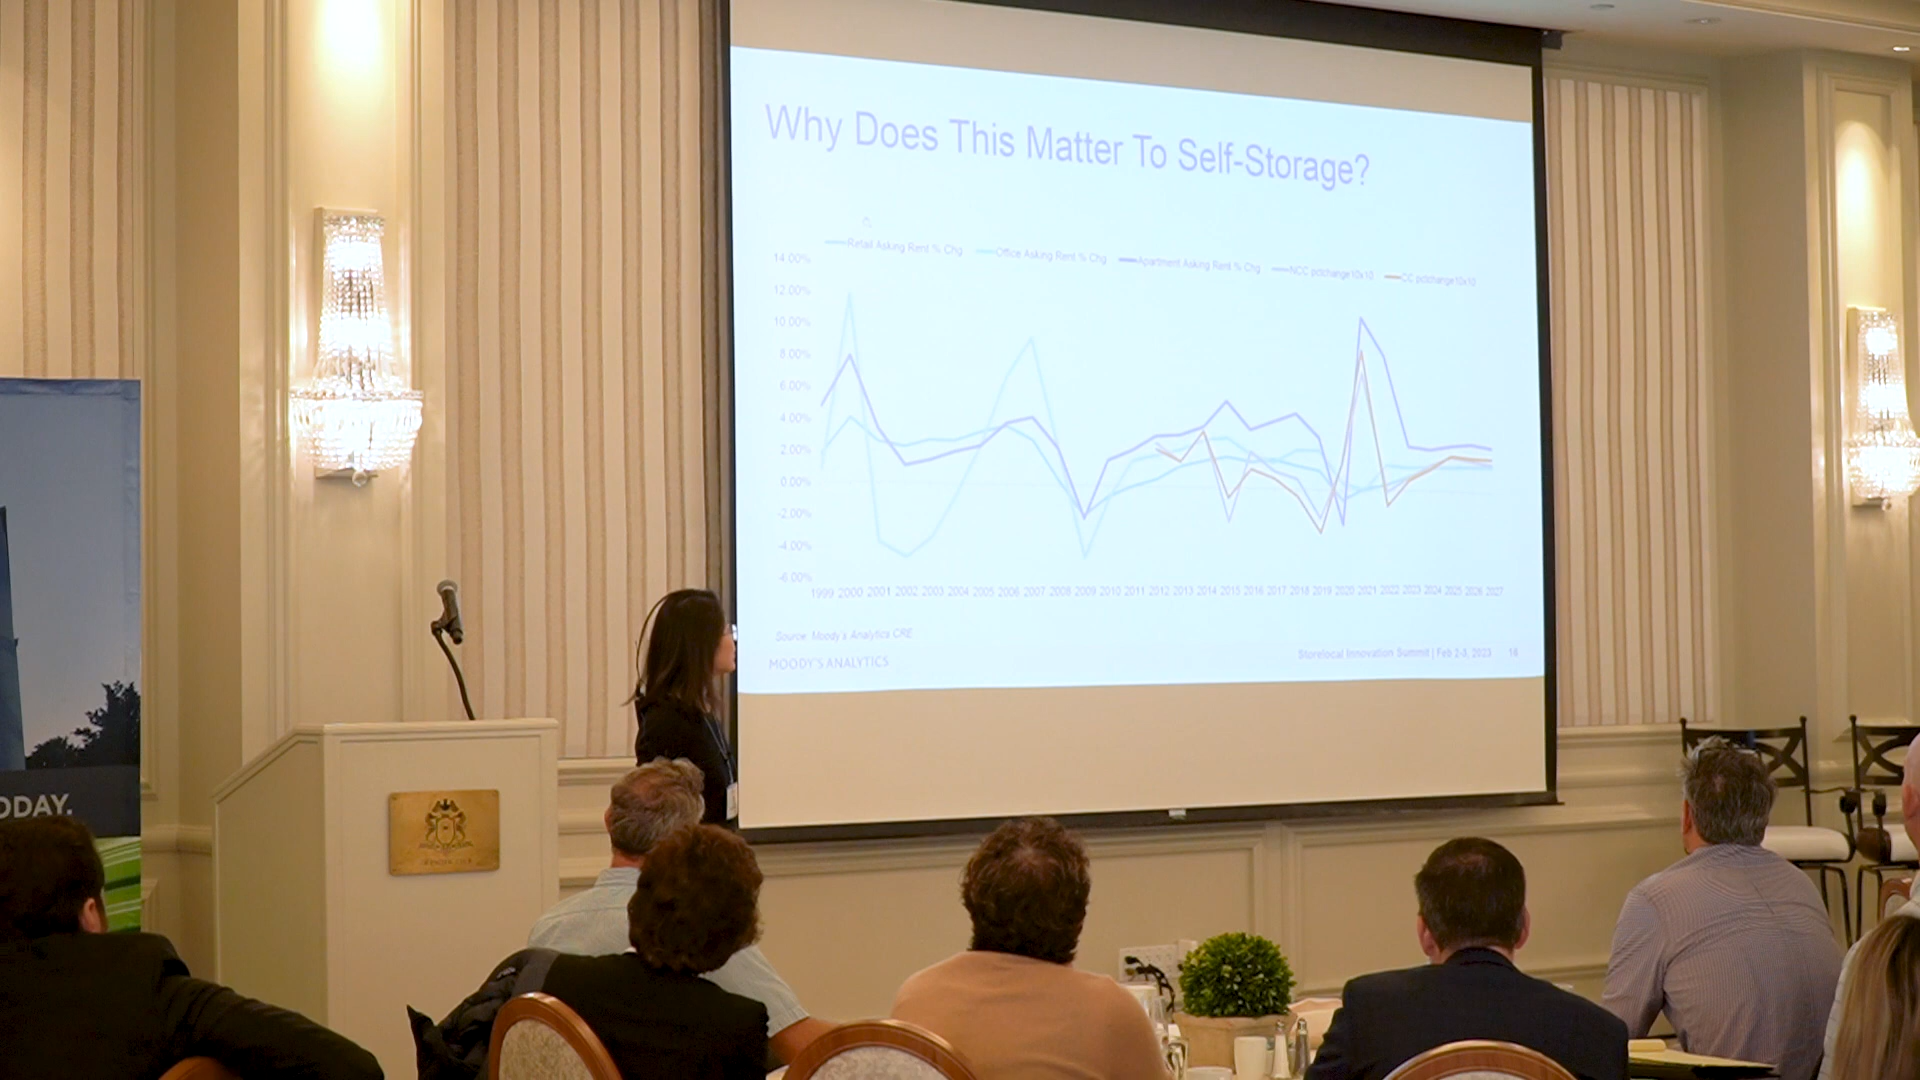 Why Does This Matter To Self-Storage?
Retail Asking Rent % Chg Office Asking Rent % Chg Apartment Asking Rent % Chg NCC pctchange10x10 CC pctchange10x10
14.00%
12.00%
10.00%
8.00%
6.00%
4.00%
2.00%
0.00%
-2.00%
-4.00%
-6.00%
1999 2000 2001 2002 2003 2004 2005 2006 2007 2008 2009 2010 2011 2012 2013 2014 2015 2016 2017 2018 2019 2020 2021 2022 2023 2024 2025 2026 2027
Source: Moody's Analytics CRE
MOODY'S ANALYTICS
Storelocal Innovation Summit | Feb 2-3, 2023 16
ODAY.